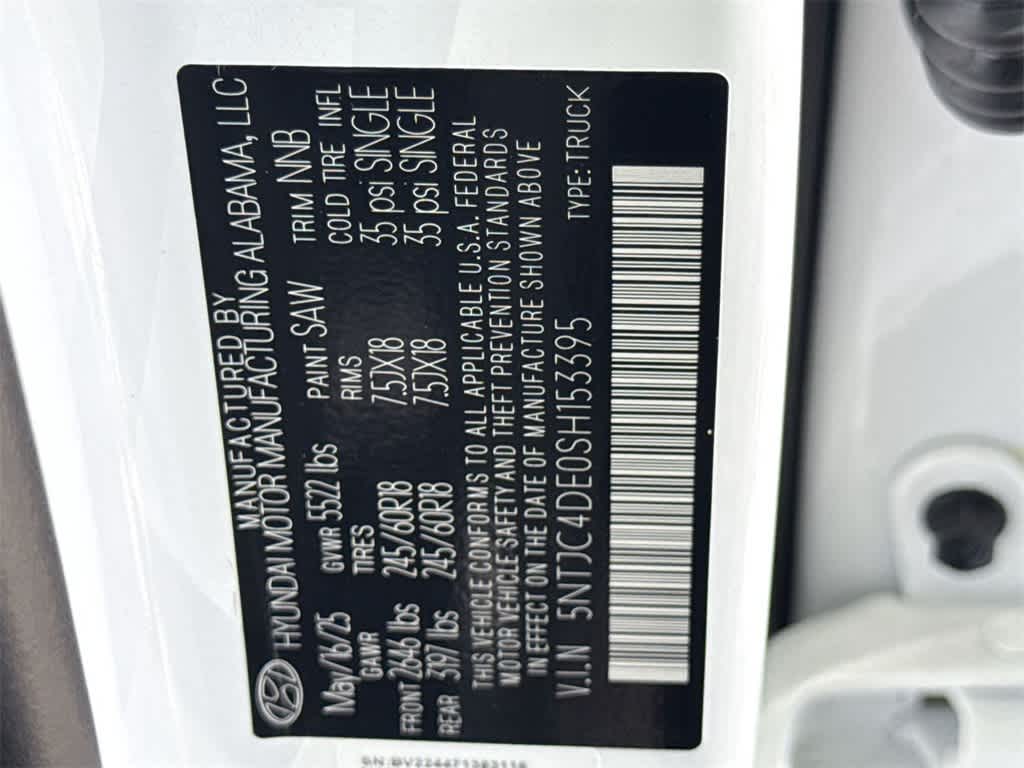 MANUFACTURED BY
HYUNDAI MOTOR MANUFACTURING ALABAMA, LLC
May/16/25 GVWR 5522 lbs PAINT SAW TRIM NNB
GAWR TIRES RIMS COLD TIRE INFL
FRONT 2646 lbs 245/60R18 7.5JX18 35 psi SINGLE
REAR 3197 lbs 245/60R18 7.5JX18 35 psi SINGLE
THIS VEHICLE CONFORMS TO ALL APPLICABLE U.S.A. FEDERAL
MOTOR VEHICLE SAFETY AND THEFT PREVENTION STANDARDS
IN EFFECT ON THE DATE OF MANUFACTURE SHOWN ABOVE
V.I.N 5NTJC4DE0SH153395 TYPE: TRUCK